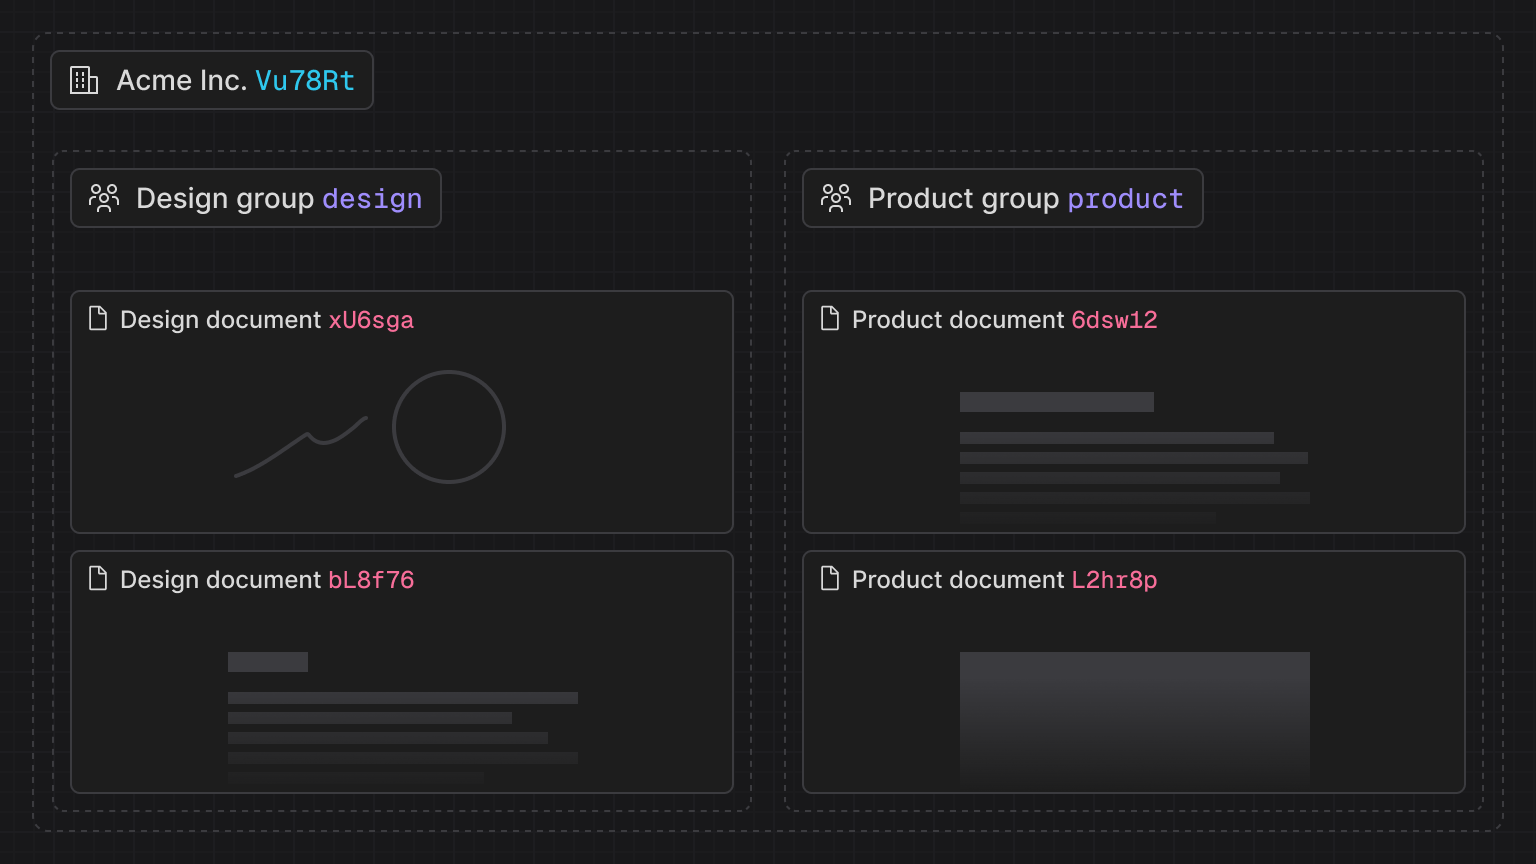 Acme Inc. Vu78Rt
Design group design
Design document xU6sga
Design document bL8f76
Product group product
Product document 6dsw12
Product document L2hr8p